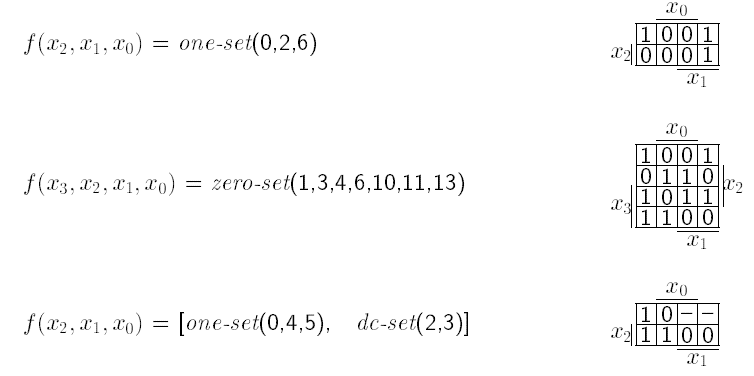 x₀
f(x₂, x₁, x₀) = one-set(0,2,6)
1 0 0 1
x₂ 0 0 0 1
x₁
x₀
1 0 0 1
f(x₃, x₂, x₁, x₀) = zero-set(1,3,4,6,10,11,13)
0 1 1 0 x₂
x₃ 1 0 1 1
1 1 0 0
x₁
x₀
1 0 – –
f(x₂, x₁, x₀) = [one-set(0,4,5), dc-set(2,3)]
x₂ 1 1 0 0
x₁